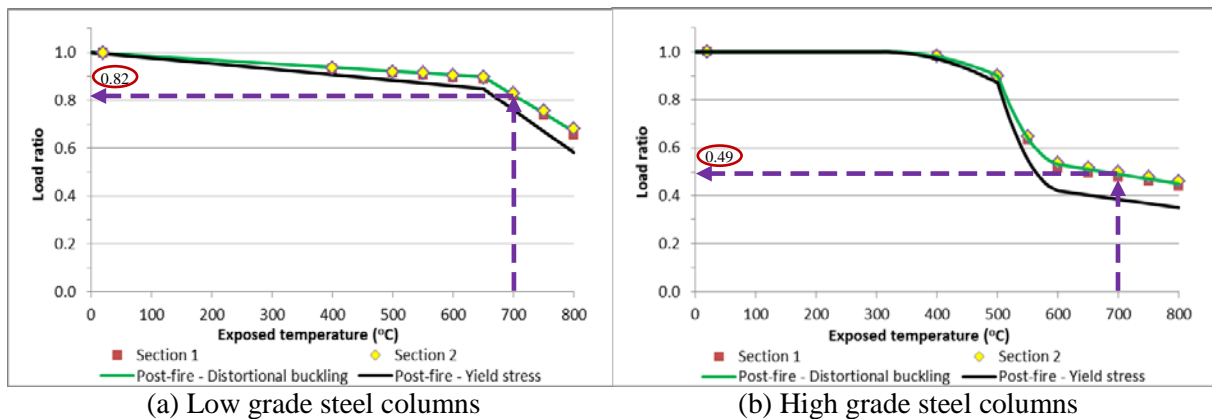 1.0
0.82
0.8
0.6
0.4
0.2
0.0
Load ratio
0 100 200 300 400 500 600 700 800
Exposed temperature (°C)
Section 1 Section 2
Post-fire - Distortional buckling Post-fire - Yield stress
(a) Low grade steel columns
1.0
0.8
0.6
0.49
0.4
0.2
0.0
Load ratio
0 100 200 300 400 500 600 700 800
Exposed temperature (°C)
Section 1 Section 2
Post-fire - Distortional buckling Post-fire - Yield stress
(b) High grade steel columns